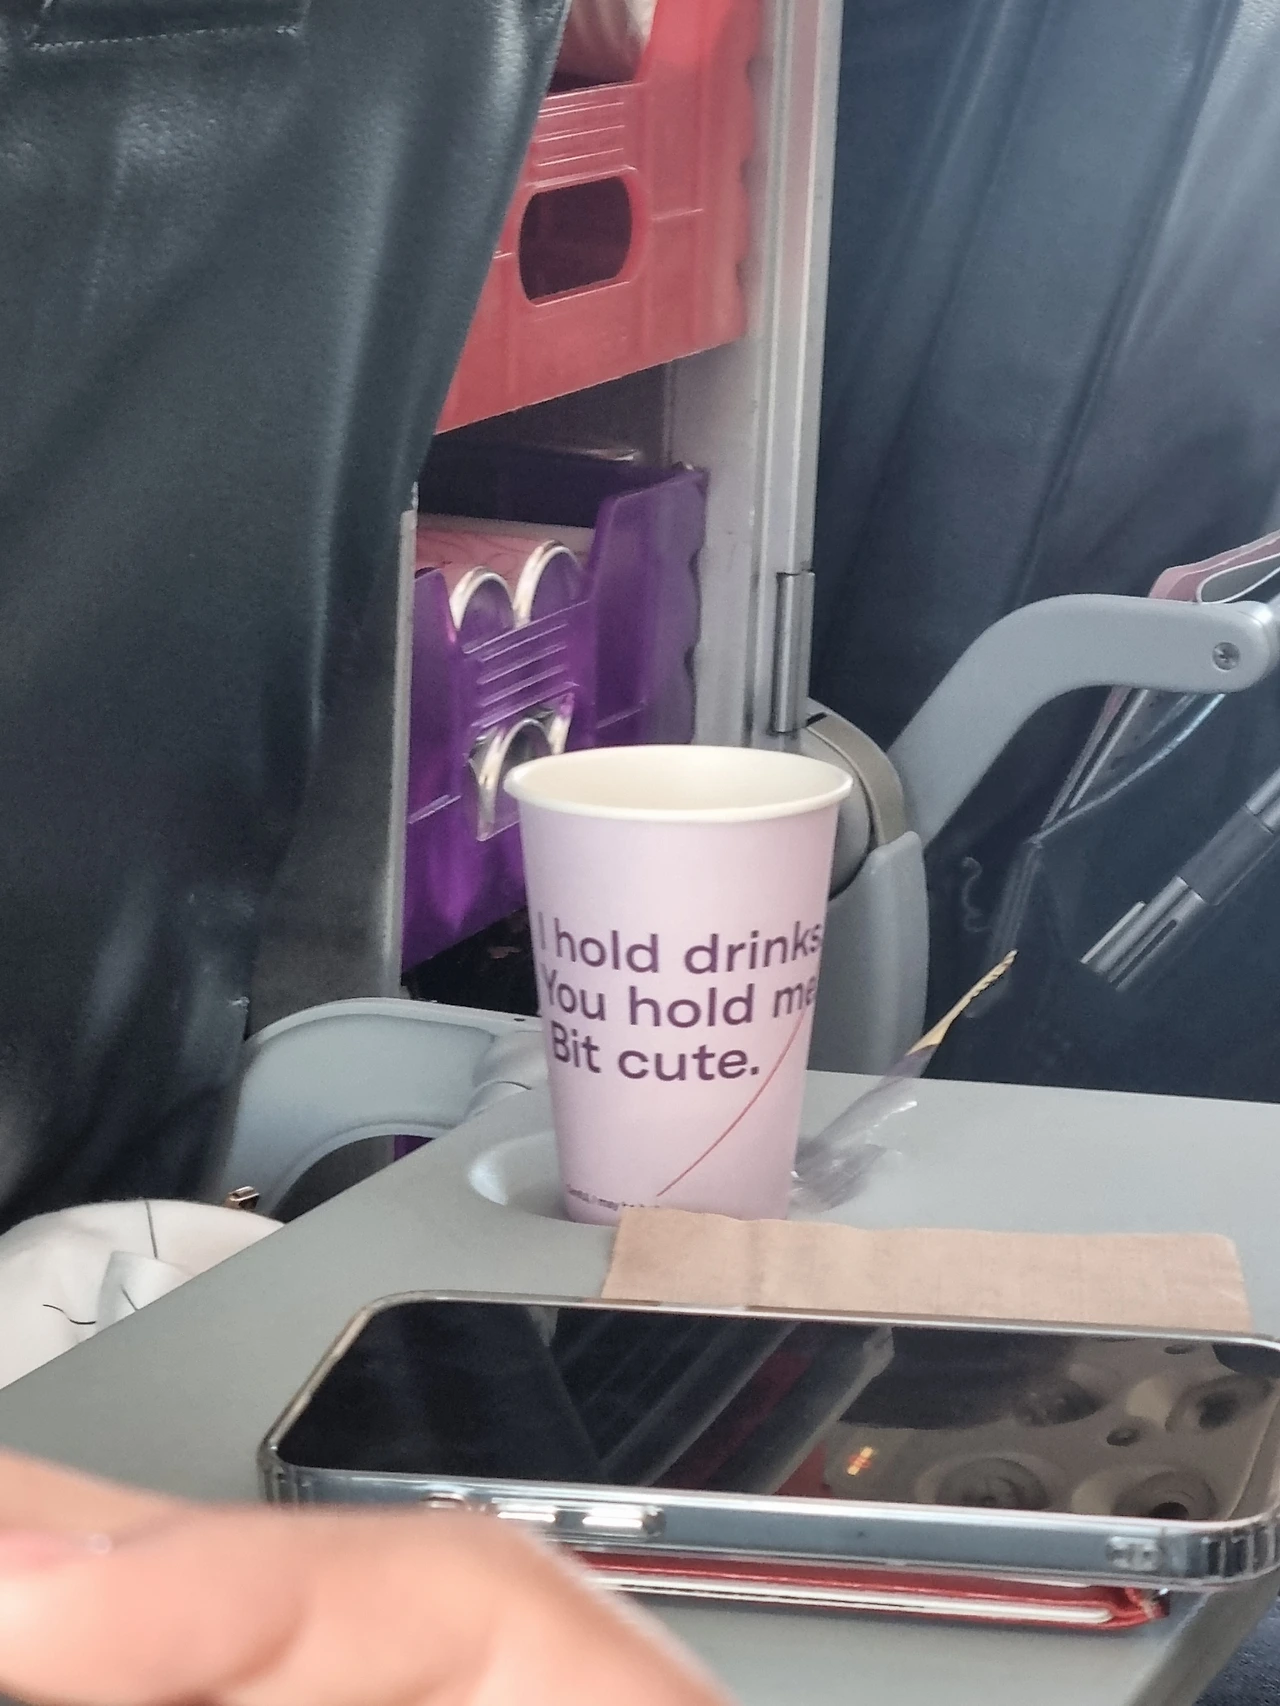 I hold drinks.
You hold me.
Bit cute.